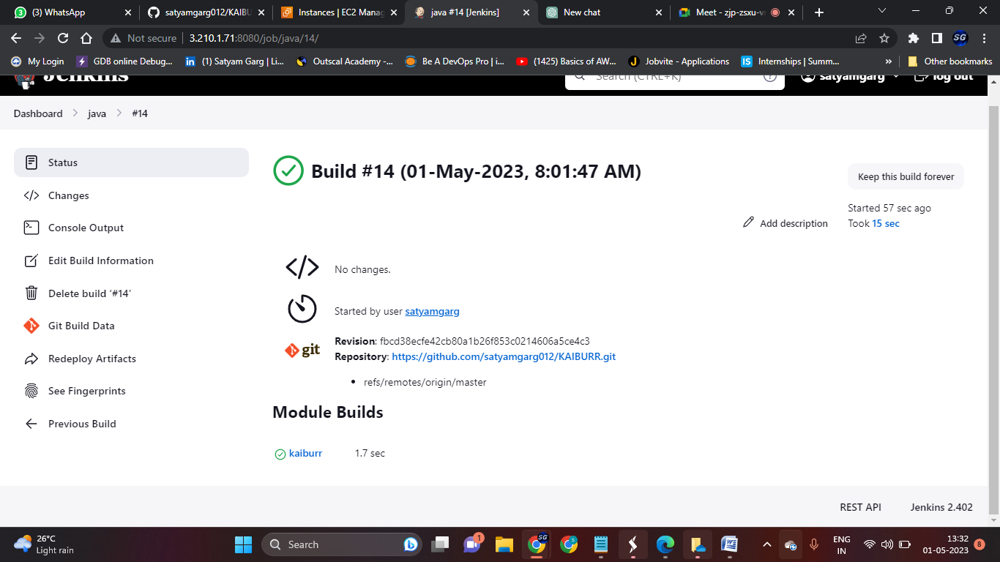 (3) WhatsApp
satyamgarg012/KAIBU
Instances | EC2 Manag
java #14 [Jenkins]
New chat
Meet - zjp-zsxu-v
Not secure
3.210.1.71:8080/job/java/14/
SG
My Login
GDB online Debug...
(1) Satyam Garg | Li...
Outscal Academy -...
Be A DevOps Pro | i...
(1425) Basics of AW...
Jobvite - Applications
Internships | Summ...
»
Other bookmarks
Jenkins
Search (CTRL+K)
satyamgarg
log out
Dashboard
java
#14
Status
Changes
Console Output
Edit Build Information
Delete build ‘#14’
Git Build Data
Redeploy Artifacts
See Fingerprints
Previous Build
Build #14 (01-May-2023, 8:01:47 AM)
Keep this build forever
Started 57 sec ago
Took 15 sec
Add description
No changes.
Started by user satyamgarg
git
Revision: fbcd38ecfe42cb80a1b26f853c0214606a5ce4c3
Repository: https://github.com/satyamgarg012/KAIBURR.git
• refs/remotes/origin/master
Module Builds
kaiburr 1.7 sec
REST API
Jenkins 2.402
26°C
Light rain
Search
1
SG
S
ENG
IN
13:32
01-05-2023
8